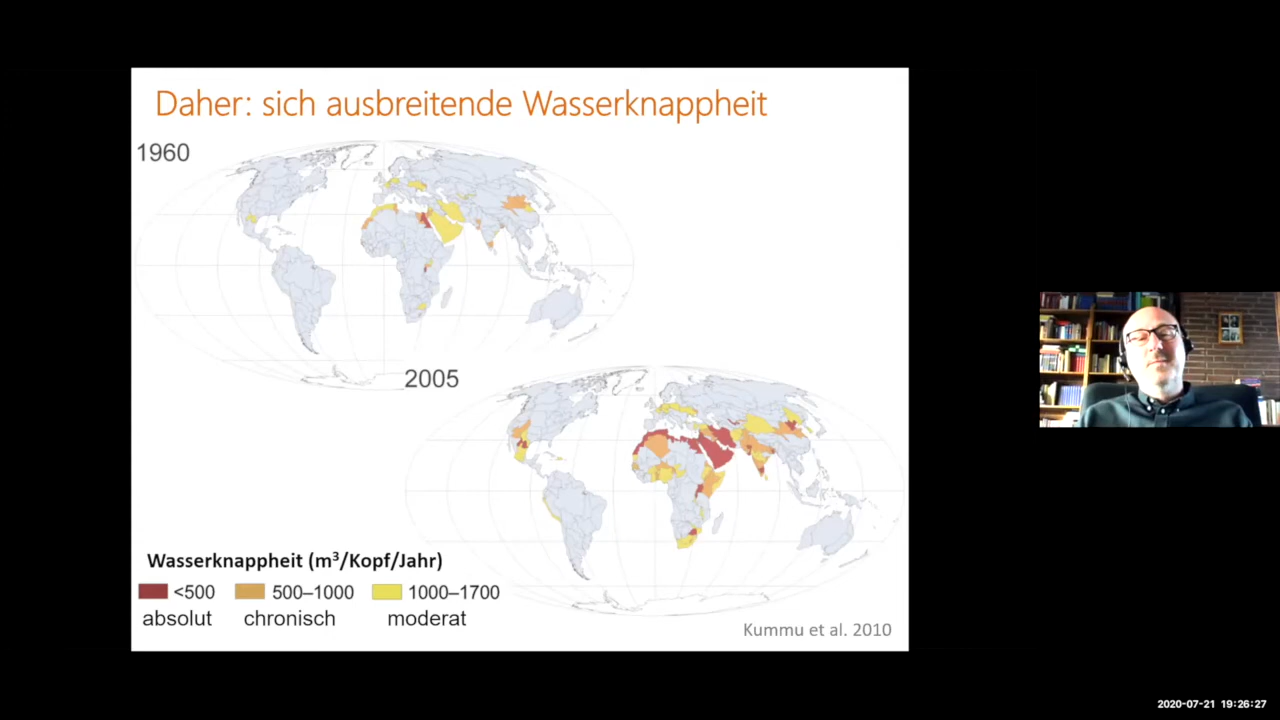 Daher: sich ausbreitende Wasserknappheit
1960
2005
Wasserknappheit (m³/Kopf/Jahr)
<500 500–1000 1000–1700
absolut chronisch moderat
Kummu et al. 2010
2020-07-21 19:26:27